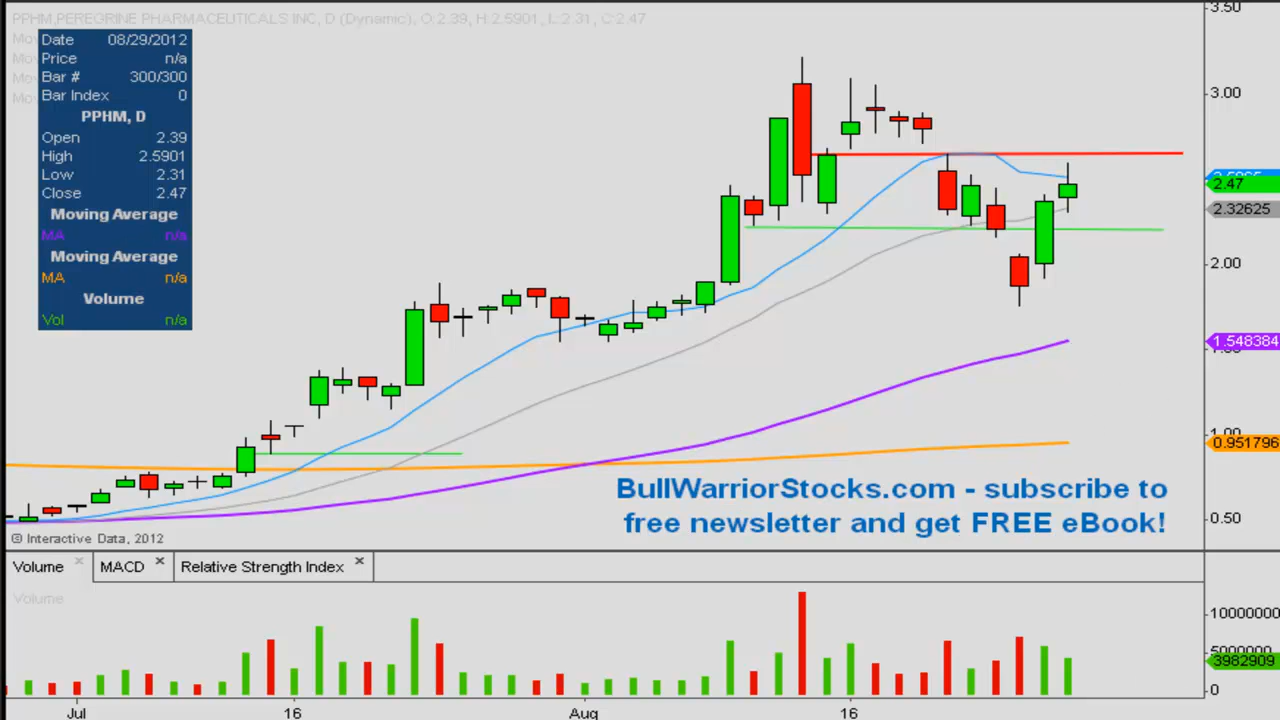 PPHM,PEREGRINE PHARMACEUTICALS INC, D (Dynamic), O:2.39, H:2.5901, L:2.31, C:2.47
Date 08/29/2012
Price n/a
Bar # 300/300
Bar Index 0
PPHM, D
Open 2.39
High 2.5901
Low 2.31
Close 2.47
Moving Average
MA n/a
Moving Average
MA n/a
Volume
Vol n/a
3.50
3.00
2.47
2.32625
2.00
1.548384
1.00
0.951796
0.50
BullWarriorStocks.com - subscribe to
free newsletter and get FREE eBook!
© Interactive Data, 2012
Volume × MACD × Relative Strength Index ×
Volume
10000000
5000000
3982909
0
Jul 16 Aug 16